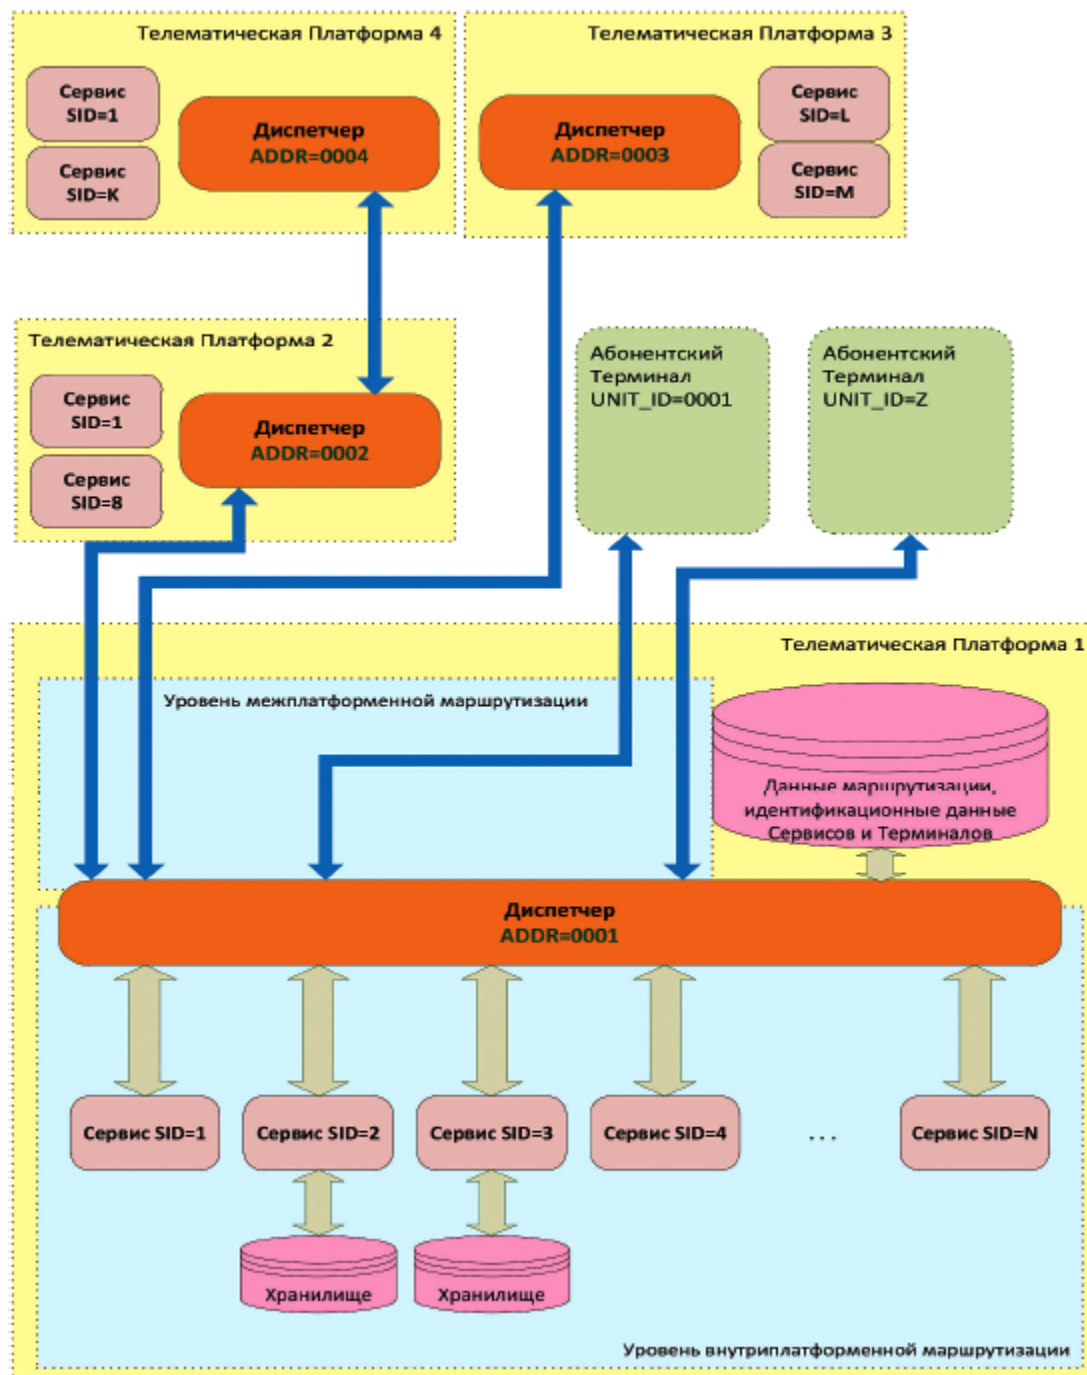 Телематическая Платформа 4
Сервис
SID=1
Сервис
SID=K
Диспетчер
ADDR=0004
Телематическая Платформа 3
Диспетчер
ADDR=0003
Сервис
SID=L
Сервис
SID=M
Телематическая Платформа 2
Сервис
SID=1
Сервис
SID=8
Диспетчер
ADDR=0002
Абонентский
Терминал
UNIT_ID=0001
Абонентский
Терминал
UNIT_ID=Z
Телематическая Платформа 1
Уровень межплатформенной маршрутизации
Данные маршрутизации,
идентификационные данные
Сервисов и Терминалов
Диспетчер
ADDR=0001
Сервис SID=1
Сервис SID=2
Сервис SID=3
Сервис SID=4
...
Сервис SID=N
Хранилище
Хранилище
Уровень внутриплатформенной маршрутизации